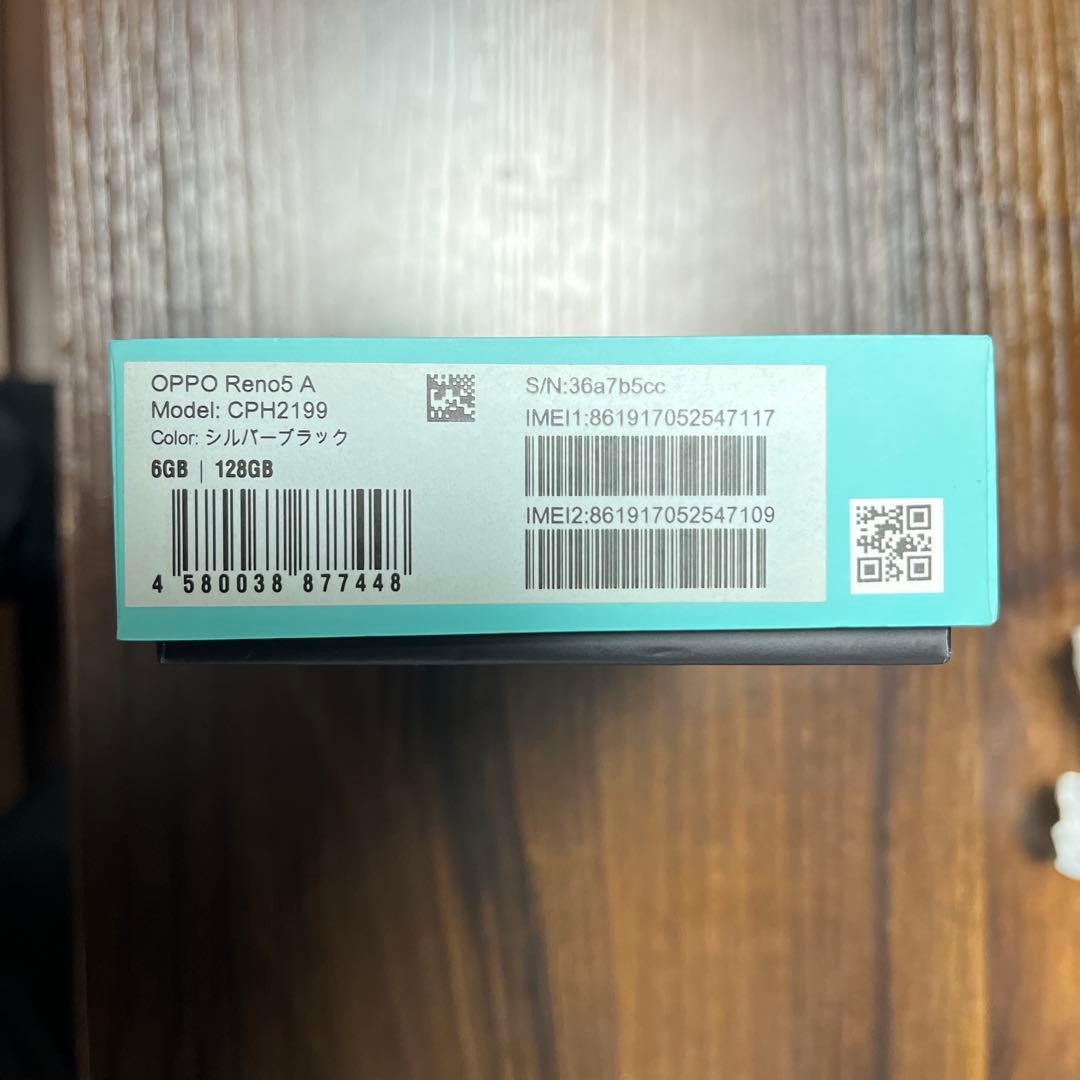 OPPO Reno5 A
Model: CPH2199
Color: シルバーブラック
6GB | 128GB
4 580038 877448
S/N:36a7b5cc
IMEI1:861917052547117
IMEI2:861917052547109